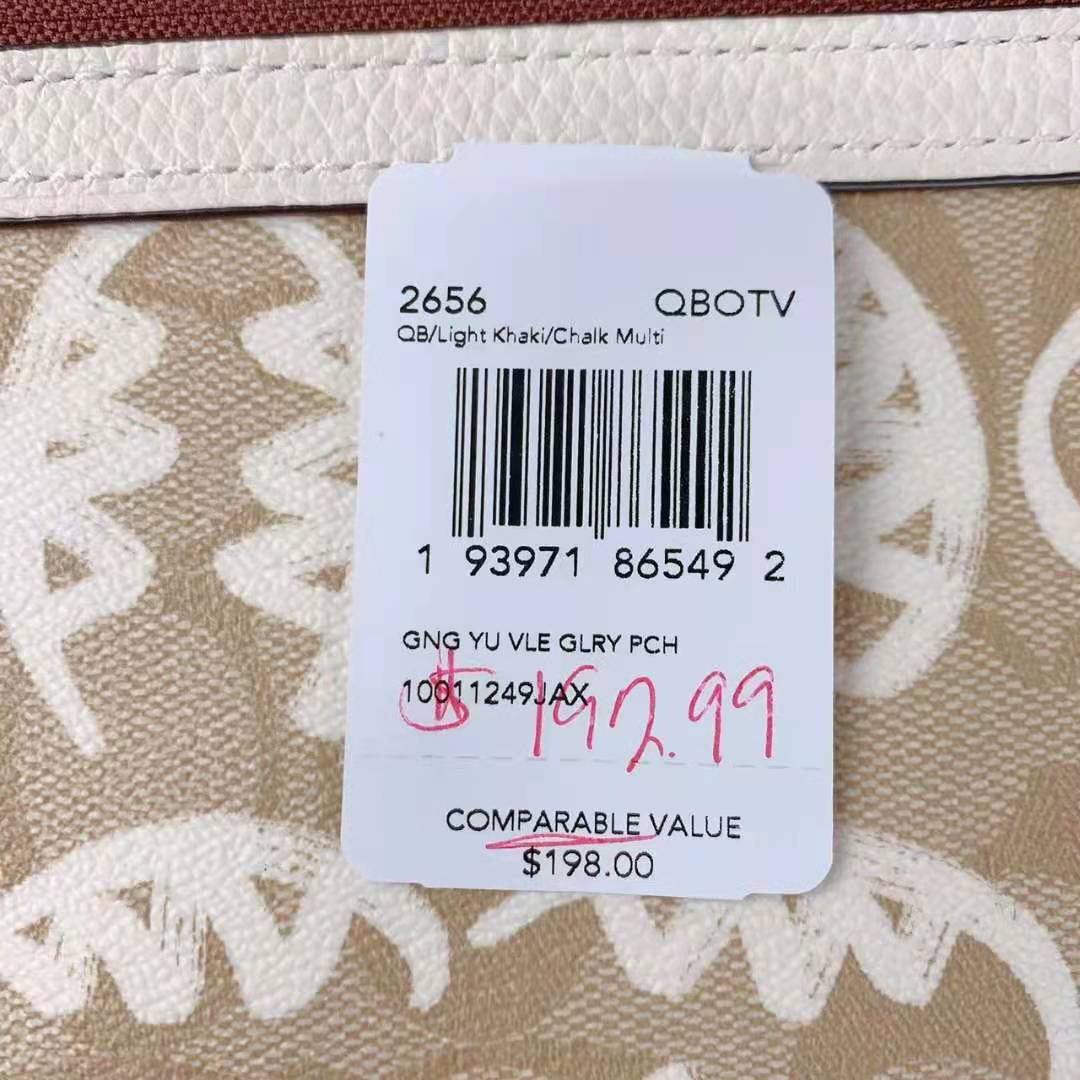 2656 QBOTV
QB/Light Khaki/Chalk Multi
1 93971 86549 2
GNG YU VLE GLRY PCH
10011249JAX
$192.99
COMPARABLE VALUE
$198.00